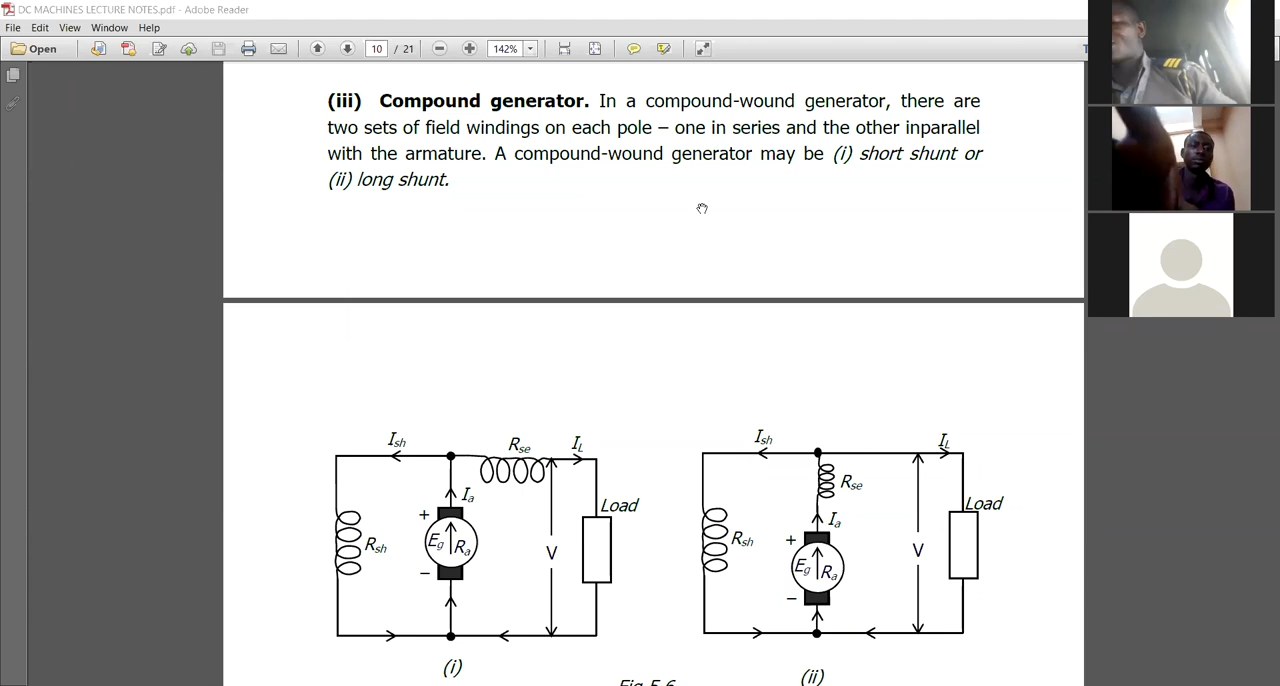 DC MACHINES LECTURE NOTES.pdf - Adobe Reader
File Edit View Window Help
Open 10 / 21 142% T
(iii) Compound generator. In a compound-wound generator, there are
two sets of field windings on each pole – one in series and the other inparallel
with the armature. A compound-wound generator may be (i) short shunt or
(ii) long shunt.
Ish Rse IL
Ia
Load
+
Eg Ra
Rsh
V
–
(i)
Ish IL
Rse
Ia
Load
+
Rsh
Eg Ra
V
–
(ii)
Fig 5.6